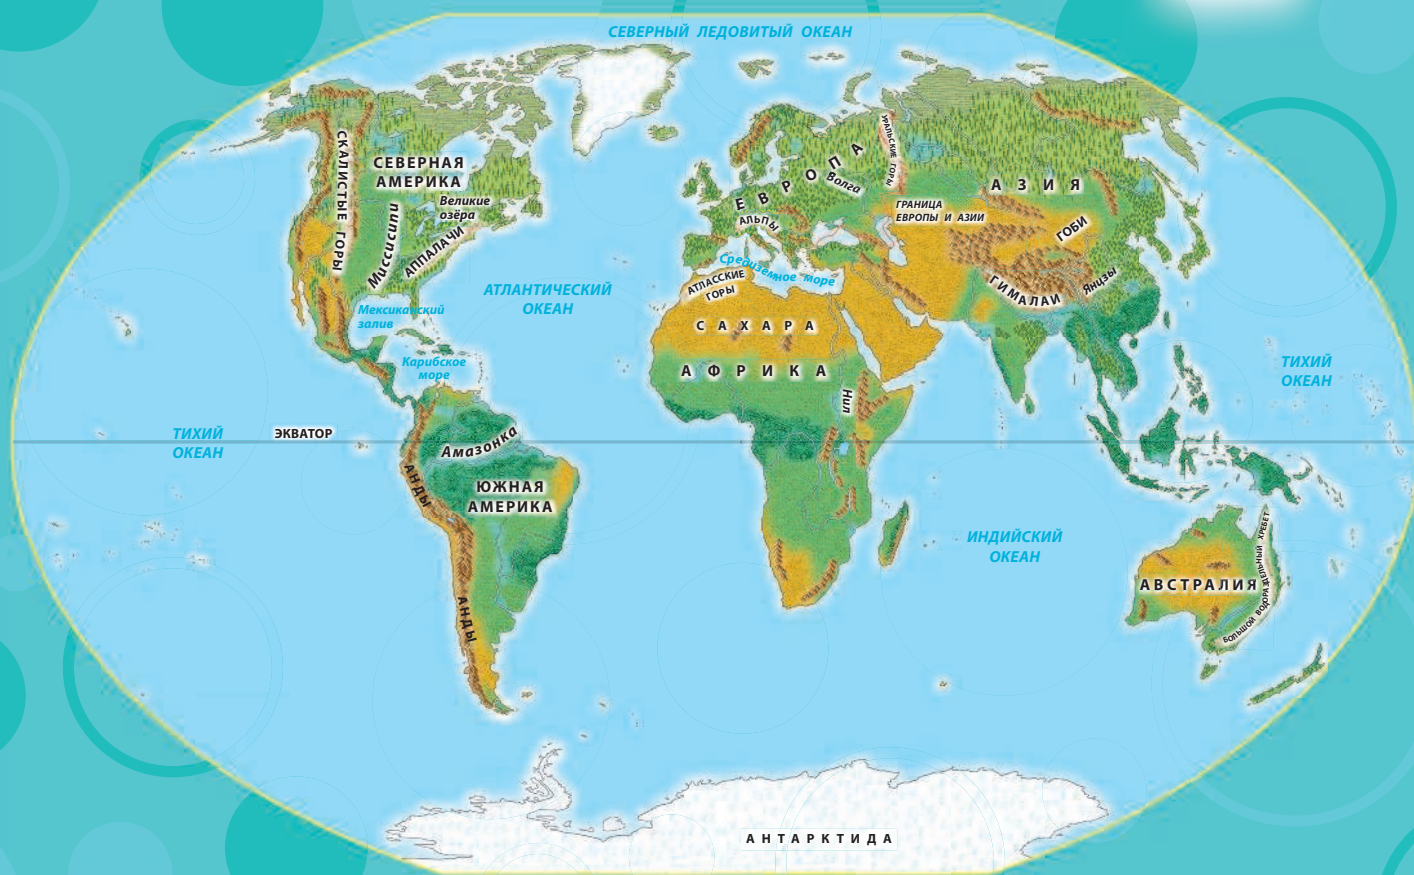 СЕВЕРНЫЙ ЛЕДОВИТЫЙ ОКЕАН
СКАЛИСТЫЕ ГОРЫ
СЕВЕРНАЯ
АМЕРИКА
Великие
озёра
Миссисипи
АППАЛАЧИ
Мексиканский
залив
Карибское
море
АТЛАНТИЧЕСКИЙ
ОКЕАН
ЕВРОПА
Волга
УРАЛЬСКИЕ ГОРЫ
АЗИЯ
ГРАНИЦА
ЕВРОПЫ И АЗИИ
АЛЬПЫ
Средиземное море
АТЛАССКИЕ
ГОРЫ
ГОБИ
ГИМАЛАИ
Янцзы
САХАРА
АФРИКА
Нил
ТИХИЙ
ОКЕАН
ТИХИЙ
ОКЕАН
ЭКВАТОР
Амазонка
АНДЫ
ЮЖНАЯ
АМЕРИКА
АНДЫ
ИНДИЙСКИЙ
ОКЕАН
АВСТРАЛИЯ
БОЛЬШОЙ ВОДОРАЗДЕЛЬНЫЙ ХРЕБЕТ
АНТАРКТИДА